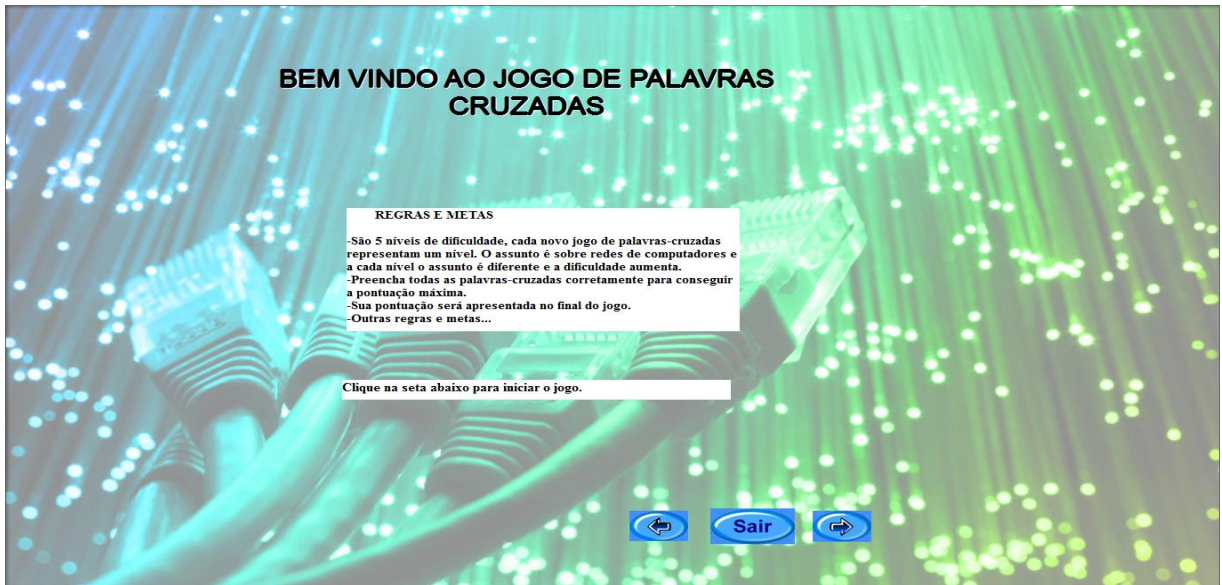 BEM VINDO AO JOGO DE PALAVRAS
CRUZADAS
REGRAS E METAS
-São 5 níveis de dificuldade, cada novo jogo de palavras-cruzadas
representam um nível. O assunto é sobre redes de computadores e
a cada nível o assunto é diferente e a dificuldade aumenta.
-Preencha todas as palavras-cruzadas corretamente para conseguir
a pontuação máxima.
-Sua pontuação será apresentada no final do jogo.
-Outras regras e metas...
Clique na seta abaixo para iniciar o jogo.
Sair